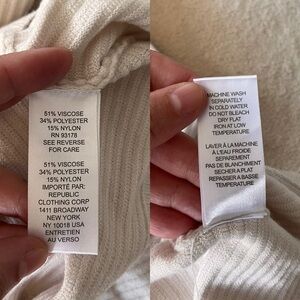 51% VISCOSE
34% POLYESTER
15% NYLON
RN 93178
SEE REVERSE
FOR CARE
51% VISCOSE
34% POLYESTER
15% NYLON
IMPORTÉ PAR:
REPUBLIC
CLOTHING CORP
1411 BROADWAY
NEW YORK
NY 10018 USA
ENTRETIEN
AU VERSO
MACHINE WASH
SEPARATELY
IN COLD WATER
DO NOT BLEACH
DRY FLAT
IRON AT LOW
TEMPERATURE
LAVER À LA MACHINE
À L'EAU FROIDE
SEPAREMENT
PAS DE BLANCHIMENT
SECHER A PLAT
REPASSER A BASSE
TEMPÉRATURE